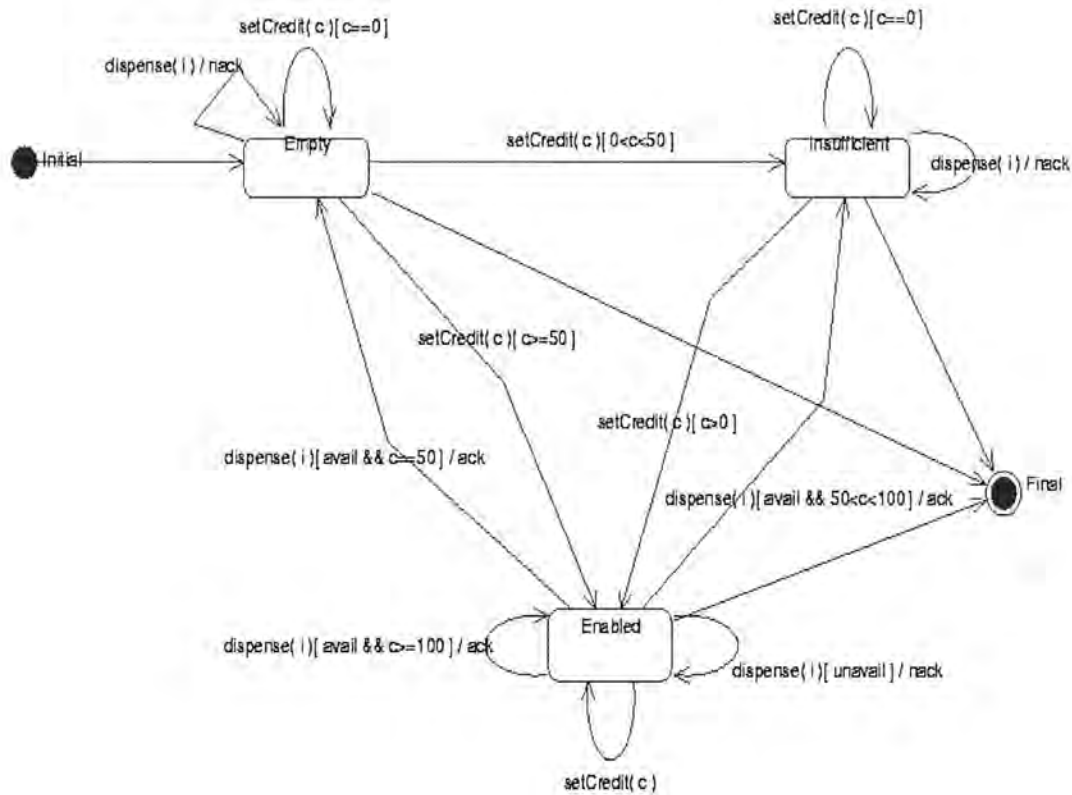 setCredit( c )[ c==0 ]
setCredit( c )[ c==0 ]
dispense( i ) / nack
Empty
Insufficient
Initial
setCredit( c )[ 0<c<50 ]
dispense( i ) / nack
setCredit( c )[ c>=50 ]
setCredit( c )[ c>0 ]
dispense( i )[ avail && c==50 ] / ack
dispense( i )[ avail && 50<c<100 ] / ack
Final
Enabled
dispense( i )[ avail && c>=100 ] / ack
dispense( i )[ unavail ] / nack
setCredit( c )